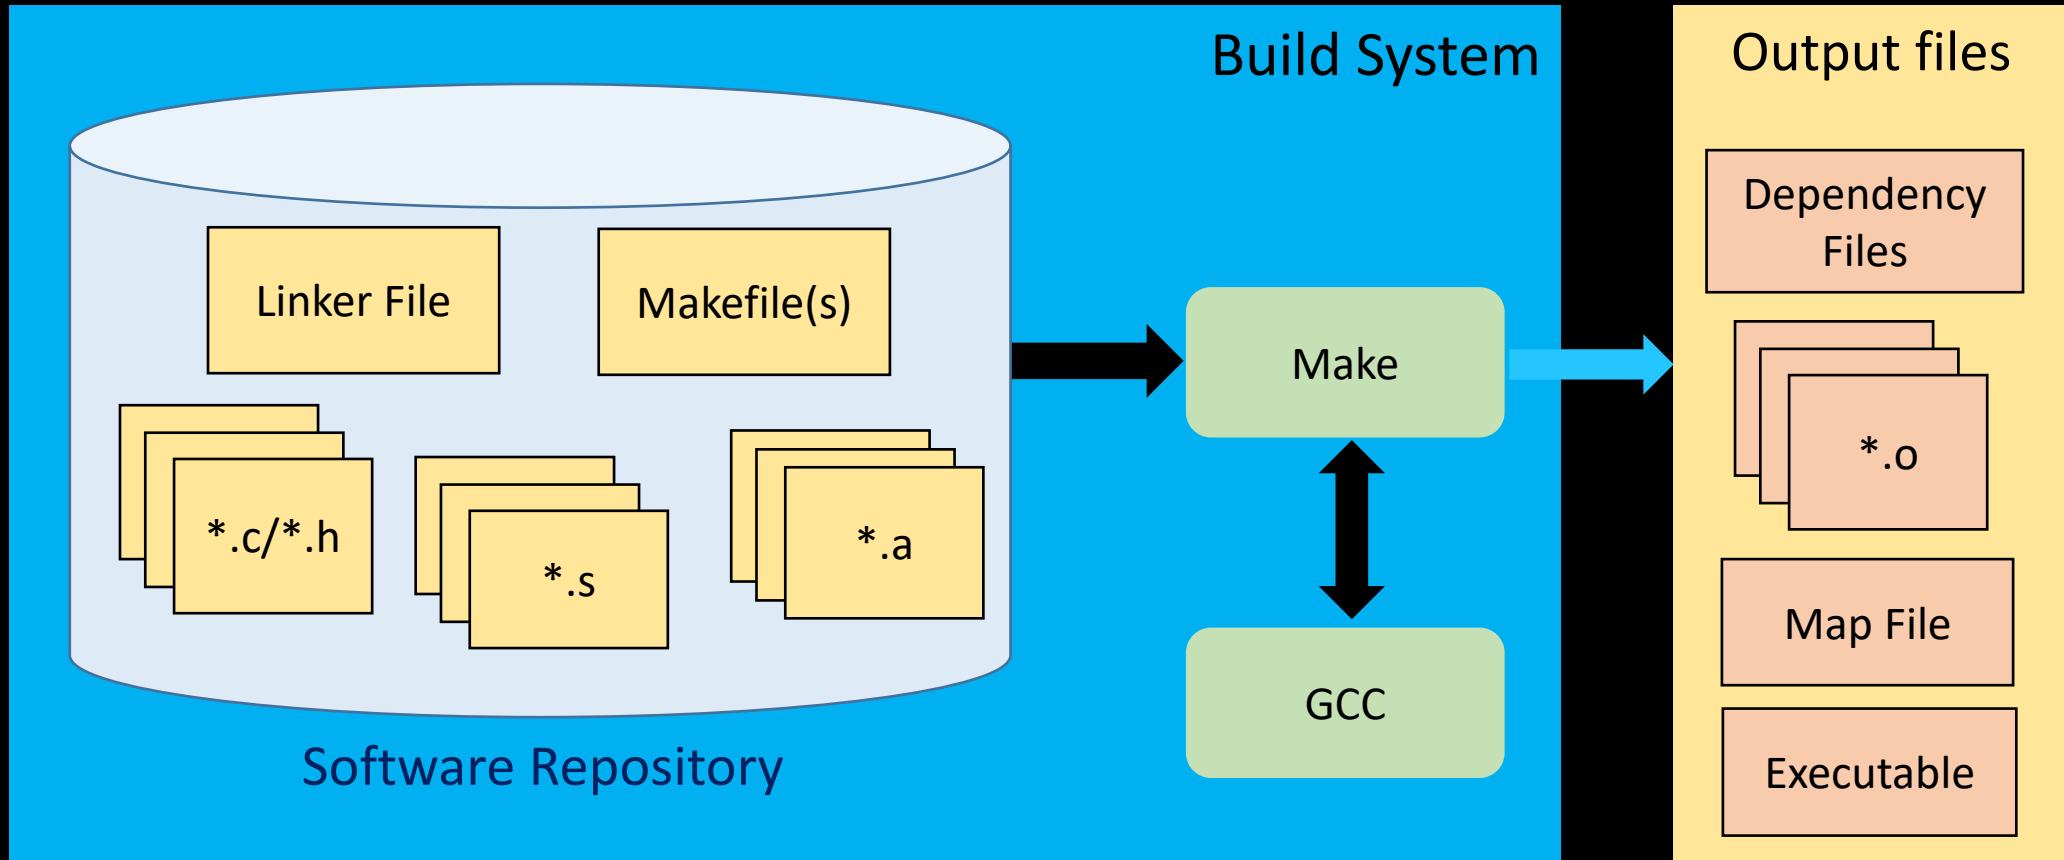 Build System
Output files
Linker File
Makefile(s)
*.c/*.h
*.s
*.a
Software Repository
Make
GCC
Dependency
Files
*.o
Map File
Executable